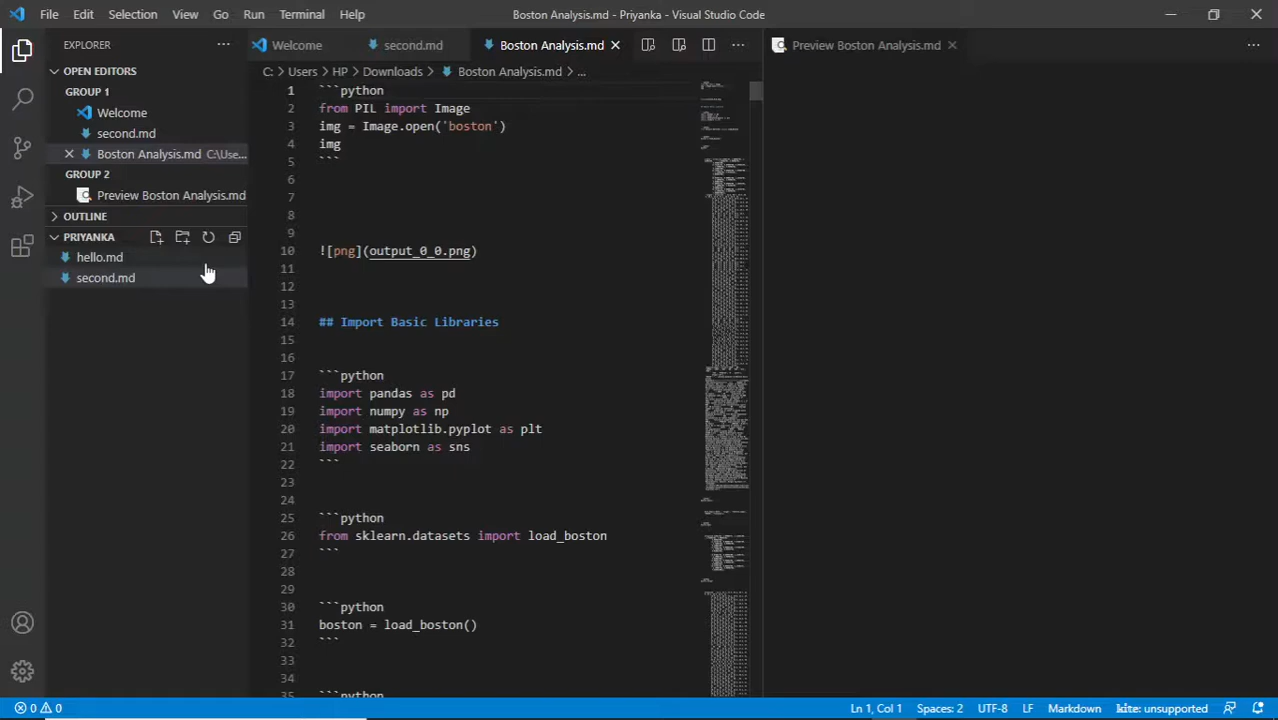 File Edit Selection View Go Run Terminal Help Boston Analysis.md - Priyanka - Visual Studio Code
EXPLORER
OPEN EDITORS
GROUP 1
Welcome
second.md
Boston Analysis.md C:\Use...
GROUP 2
Preview Boston Analysis.md
OUTLINE
PRIYANKA
hello.md
second.md
Welcome second.md Boston Analysis.md
C: > Users > HP > Downloads > Boston Analysis.md > ...
1 ```python
2 from PIL import Image
3 img = Image.open('boston')
4 img
5 ```
6
7
8
9
10 ![png](output_0_0.png)
11
12
13
14 ## Import Basic Libraries
15
16
17 ```python
18 import pandas as pd
19 import numpy as np
20 import matplotlib.pyplot as plt
21 import seaborn as sns
22 ```
23
24
25 ```python
26 from sklearn.datasets import load_boston
27 ```
28
29
30 ```python
31 boston = load_boston()
32 ```
33
34
35 ```python
Preview Boston Analysis.md
0 0 Ln 1, Col 1 Spaces: 2 UTF-8 LF Markdown kite: unsupported